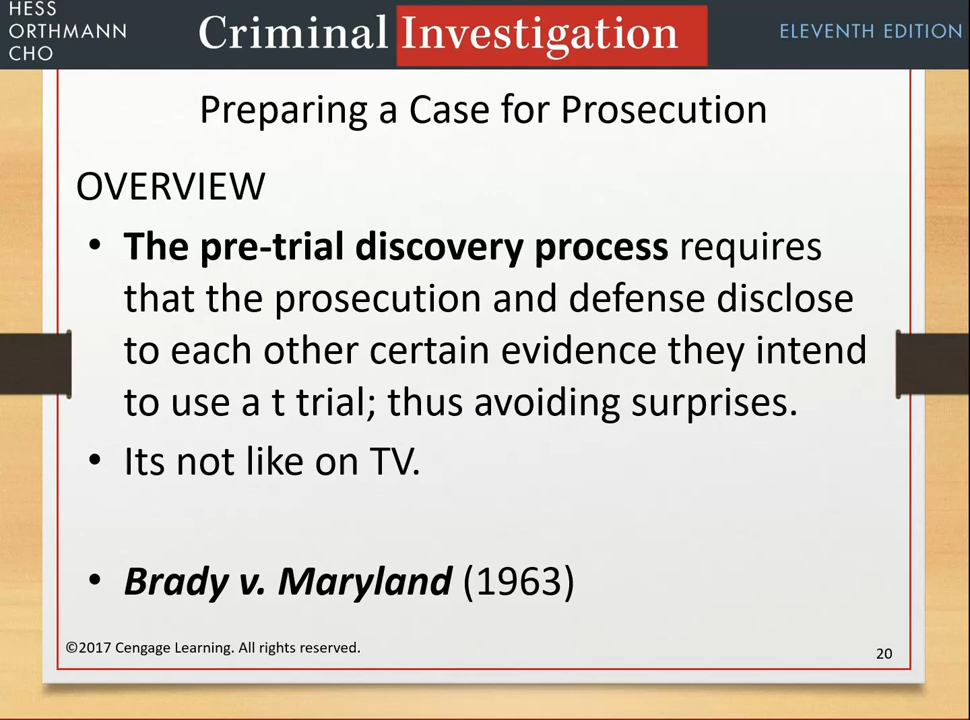 HESS
ORTHMANN
CHO
Criminal Investigation
ELEVENTH EDITION
Preparing a Case for Prosecution
OVERVIEW
• The pre-trial discovery process requires
that the prosecution and defense disclose
to each other certain evidence they intend
to use a t trial; thus avoiding surprises.
• Its not like on TV.
• Brady v. Maryland (1963)
©2017 Cengage Learning. All rights reserved.
20